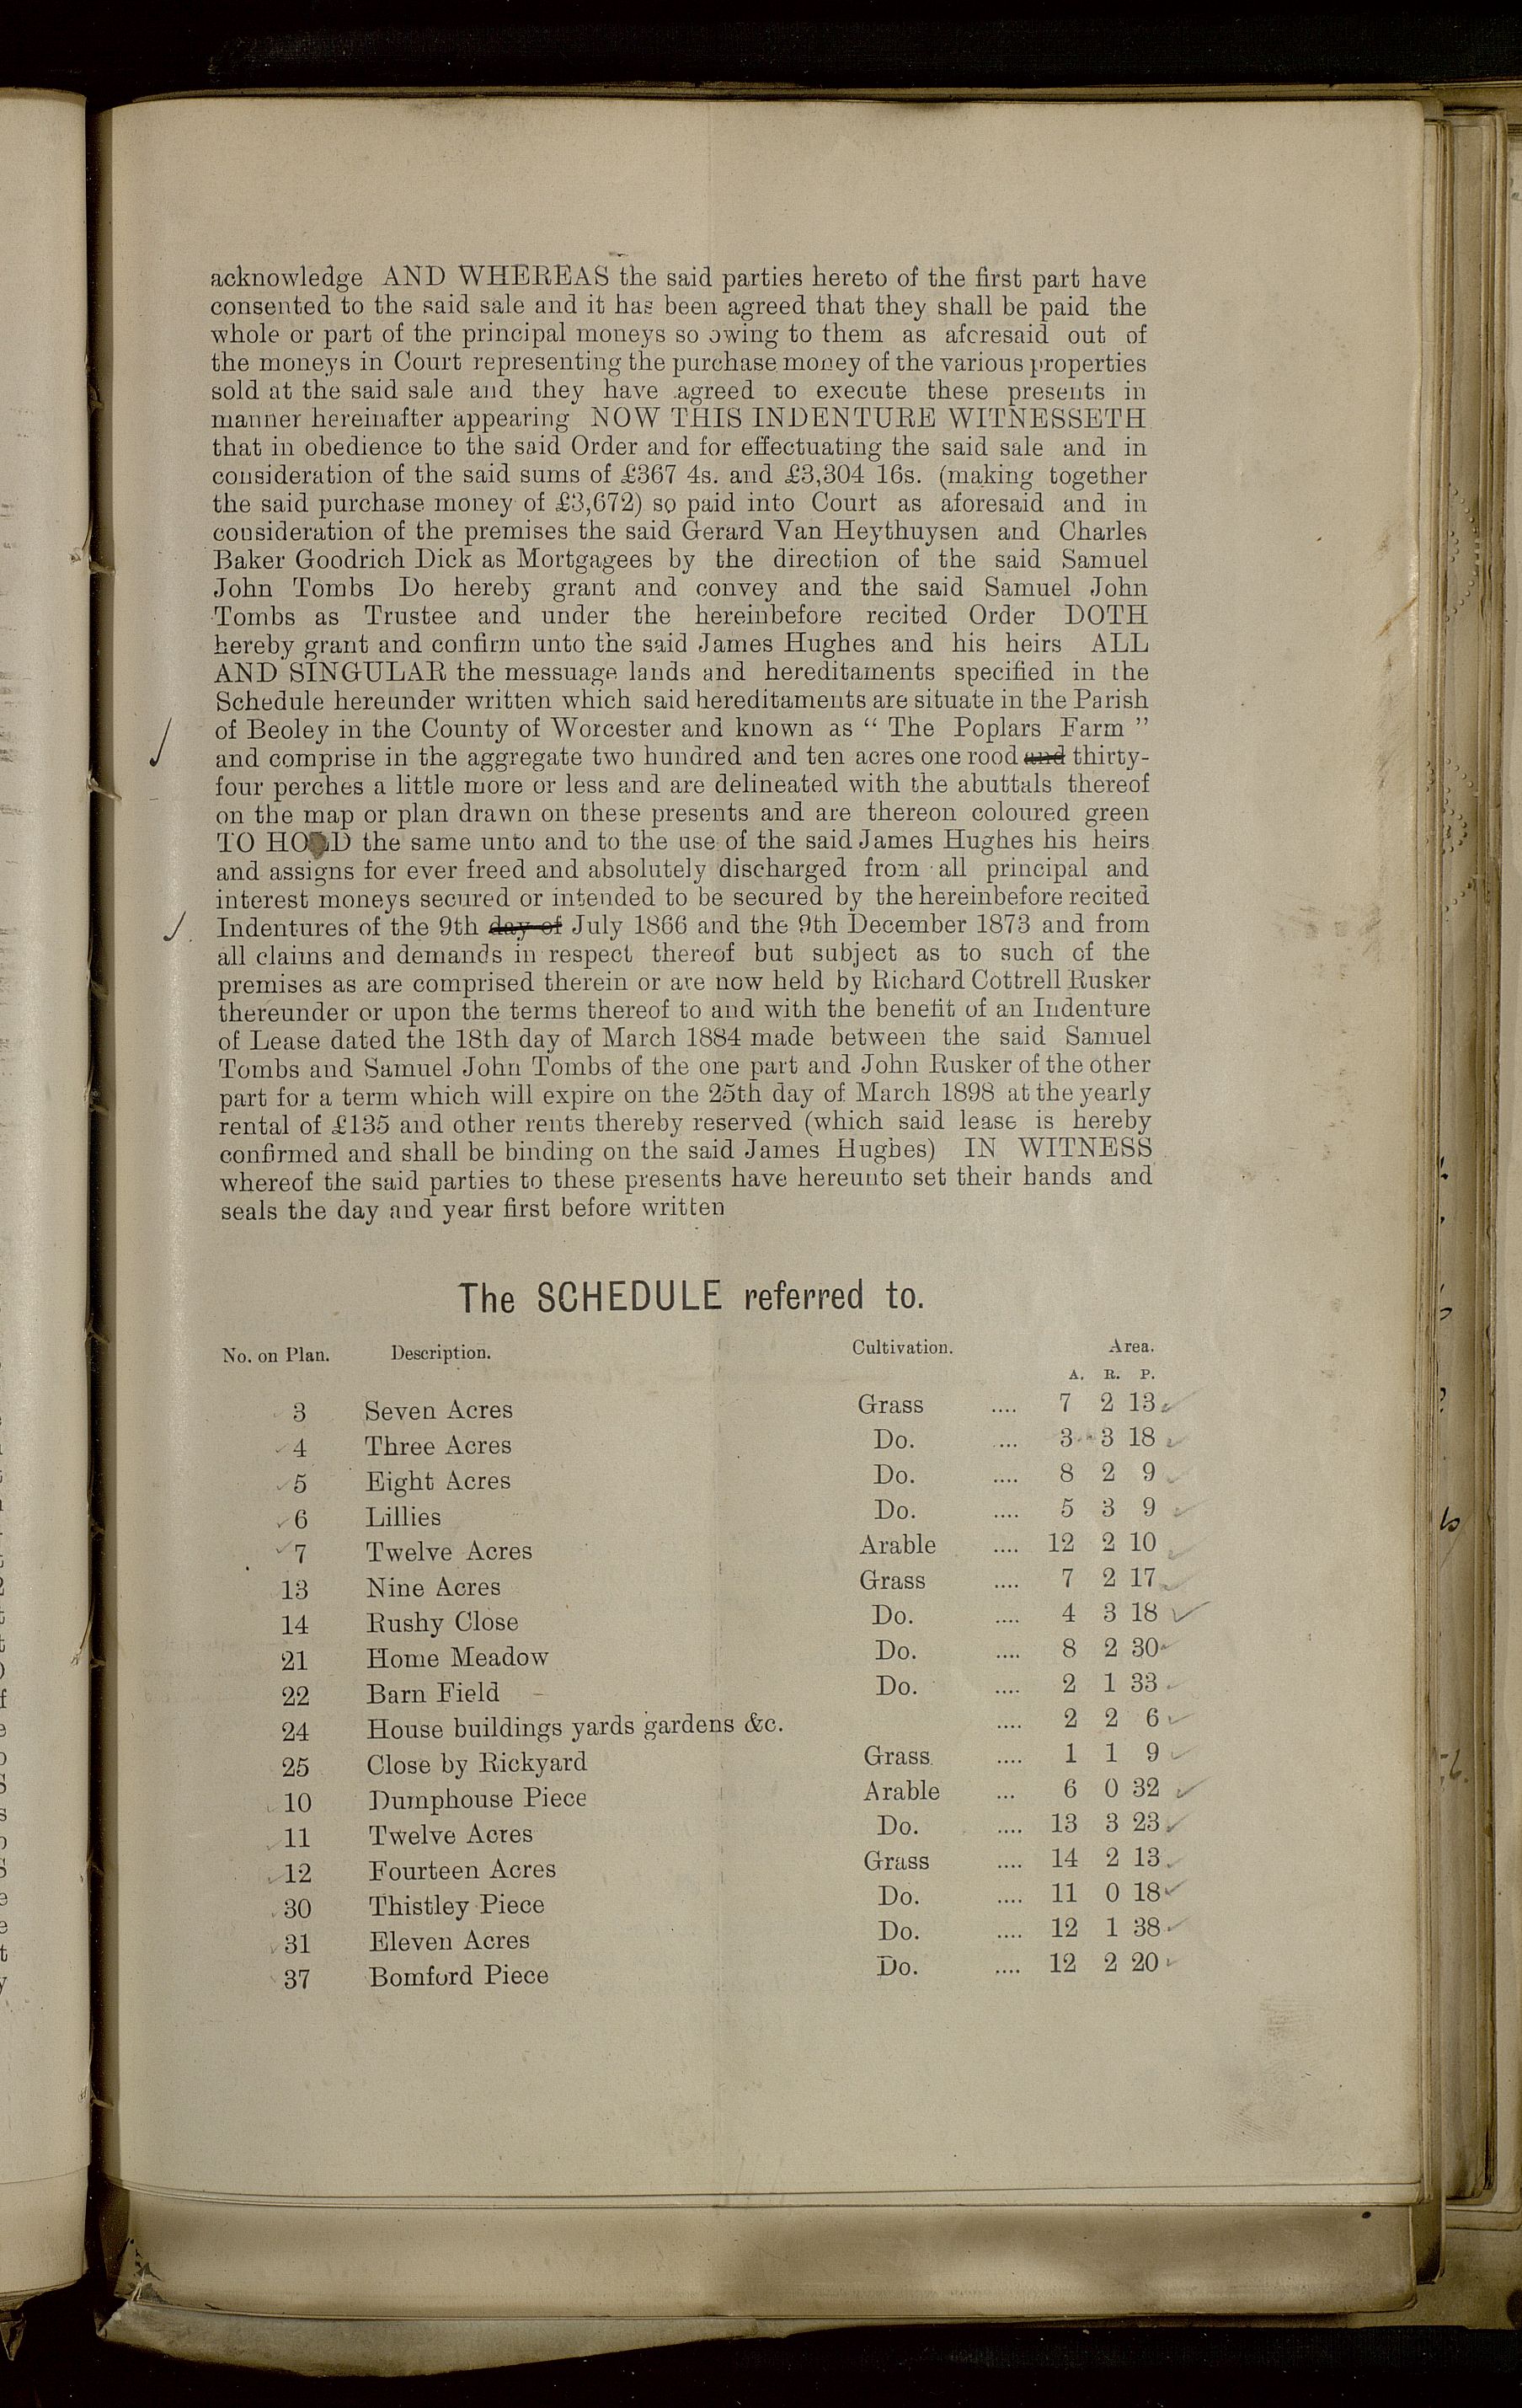 acknowledge AND WHEREAS the said parties hereto of the first part have
consented to the said sale and it has been agreed that they shall be paid the
whole or part of the principal moneys so owing to them as aforesaid out of
the moneys in Court representing the purchase money of the various properties
sold at the said sale and they have agreed to execute these presents in
manner hereinafter appearing NOW THIS INDENTURE WITNESSETH
that in obedience to the said Order and for effectuating the said sale and in
consideration of the said sums of £367 4s. and £3,304 16s. (making together
the said purchase money of £3,672) so paid into Court as aforesaid and in
consideration of the premises the said Gerard Van Heythuysen and Charles
Baker Goodrich Dick as Mortgagees by the direction of the said Samuel
John Tombs Do hereby grant and convey and the said Samuel John
Tombs as Trustee and under the hereinbefore recited Order DOTH
hereby grant and confirm unto the said James Hughes and his heirs ALL
AND SINGULAR the messuage lands and hereditaments specified in the
Schedule hereunder written which said hereditaments are situate in the Parish
of Beoley in the County of Worcester and known as “ The Poplars Farm ”
and comprise in the aggregate two hundred and ten acres one rood and thirty-
four perches a little more or less and are delineated with the abuttals thereof
on the map or plan drawn on these presents and are thereon coloured green
TO HOLD the same unto and to the use of the said James Hughes his heirs
and assigns for ever freed and absolutely discharged from all principal and
interest moneys secured or intended to be secured by the hereinbefore recited
Indentures of the 9th day of July 1866 and the 9th December 1873 and from
all claims and demands in respect thereof but subject as to such of the
premises as are comprised therein or are now held by Richard Cottrell Rusker
thereunder or upon the terms thereof to and with the benefit of an Indenture
of Lease dated the 18th day of March 1884 made between the said Samuel
Tombs and Samuel John Tombs of the one part and John Rusker of the other
part for a term which will expire on the 25th day of March 1898 at the yearly
rental of £135 and other rents thereby reserved (which said lease is hereby
confirmed and shall be binding on the said James Hughes) IN WITNESS
whereof the said parties to these presents have hereunto set their hands and
seals the day and year first before written
The SCHEDULE referred to.
No. on Plan. Description. Cultivation. Area.
A. R. P.
3 Seven Acres Grass .... 7 2 13
4 Three Acres Do. ... 3 3 18
5 Eight Acres Do. .... 8 2 9
6 Lillies Do. .... 5 3 9
7 Twelve Acres Arable .... 12 2 10
13 Nine Acres Grass .... 7 2 17
14 Rushy Close Do. .... 4 3 18
21 Home Meadow Do. .... 8 2 30
22 Barn Field Do. .... 2 1 33
24 House buildings yards gardens &c. .... 2 2 6
25 Close by Rickyard Grass .... 1 1 9
10 Dumphouse Piece Arable ... 6 0 32
11 Twelve Acres Do. .... 13 3 23
12 Fourteen Acres Grass .... 14 2 13
30 Thistley Piece Do. .... 11 0 18
31 Eleven Acres Do. .... 12 1 38
37 Bomford Piece Do. .... 12 2 20